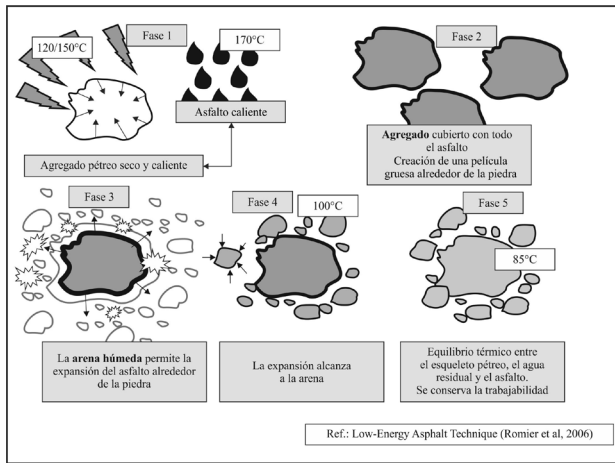 120/150°C
Fase 1
170°C
Asfalto caliente
Agregado pétreo seco y caliente
Fase 2
Agregado cubierto con todo
el asfalto
Creación de una película
gruesa alrededor de la piedra
Fase 3
La arena húmeda permite la
expansión del asfalto alrededor
de la piedra
Fase 4
100°C
La expansión alcanza
a la arena
Fase 5
85°C
Equilibrio térmico entre
el esqueleto pétreo, el agua
residual y el asfalto.
Se conserva la trabajabilidad
Ref.: Low-Energy Asphalt Technique (Romier et al, 2006)